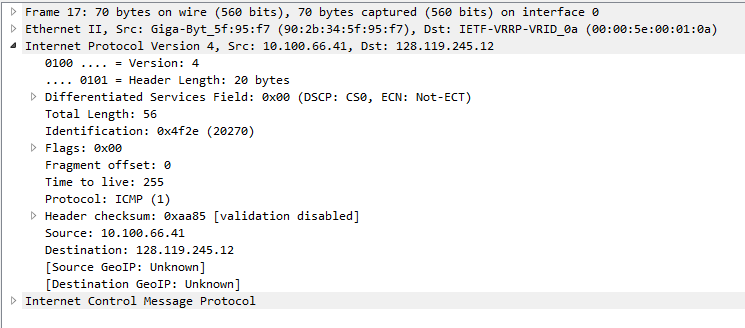 Frame 17: 70 bytes on wire (560 bits), 70 bytes captured (560 bits) on interface 0
Ethernet II, Src: Giga-Byt_5f:95:f7 (90:2b:34:5f:95:f7), Dst: IETF-VRRP-VRID_0a (00:00:5e:00:01:0a)
Internet Protocol Version 4, Src: 10.100.66.41, Dst: 128.119.245.12
0100 .... = Version: 4
.... 0101 = Header Length: 20 bytes
Differentiated Services Field: 0x00 (DSCP: CS0, ECN: Not-ECT)
Total Length: 56
Identification: 0x4f2e (20270)
Flags: 0x00
Fragment offset: 0
Time to live: 255
Protocol: ICMP (1)
Header checksum: 0xaa85 [validation disabled]
Source: 10.100.66.41
Destination: 128.119.245.12
[Source GeoIP: Unknown]
[Destination GeoIP: Unknown]
Internet Control Message Protocol